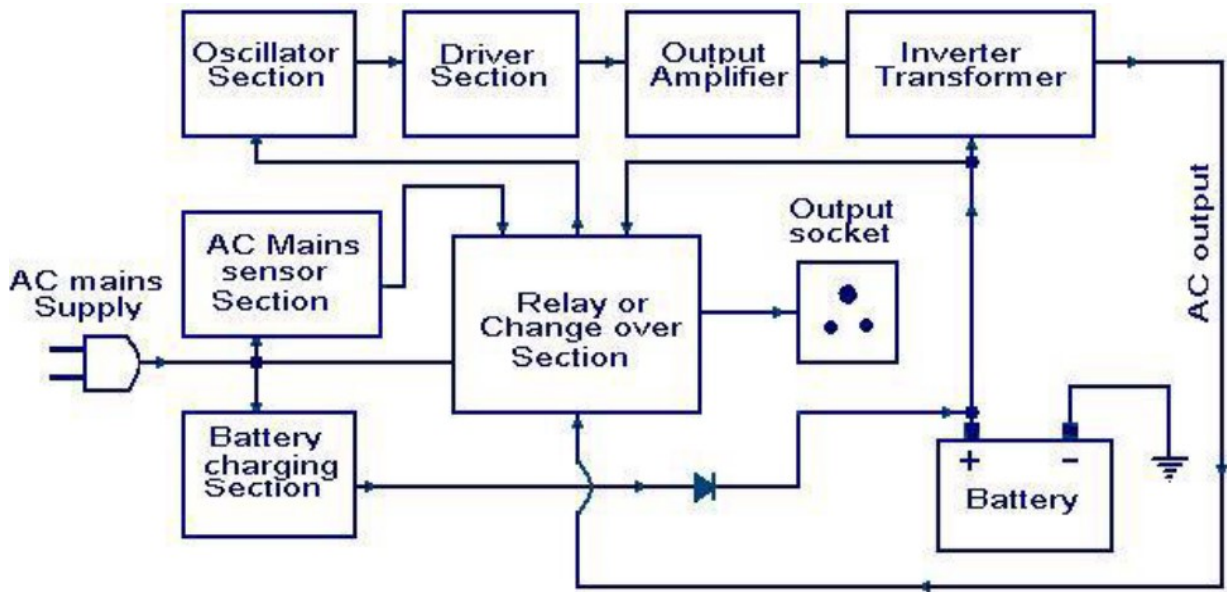 Oscillator
Section
Driver
Section
Output
Amplifier
Inverter
Transformer
AC output
AC Mains
sensor
Section
Output
socket
AC mains
Supply
Relay or
Change over
Section
Battery
charging
Section
+ -
Battery